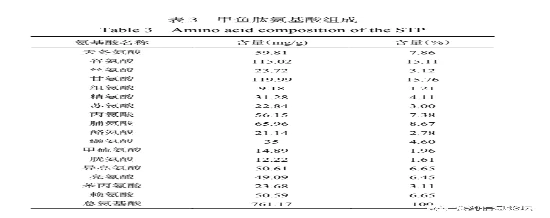 表 3 甲鱼肽氨基酸组成
Table 3 Amino acid composition of the STP
氨基酸名称 含量(mg/g) 含量(%)
天冬氨酸 59.81 7.86
谷氨酸 115.02 15.11
丝氨酸 23.72 3.12
甘氨酸 119.99 15.76
组氨酸 9.18 1.21
精氨酸 31.28 4.11
苏氨酸 22.84 3.00
丙氨酸 56.15 7.38
脯氨酸 65.96 8.67
酪氨酸 21.14 2.78
缬氨酸 35 4.60
甲硫氨酸 14.89 1.96
胱氨酸 12.22 1.61
异亮氨酸 50.61 6.65
亮氨酸 49.09 6.45
苯丙氨酸 23.68 3.11
赖氨酸 50.59 6.65
总氨基酸 761.17 100